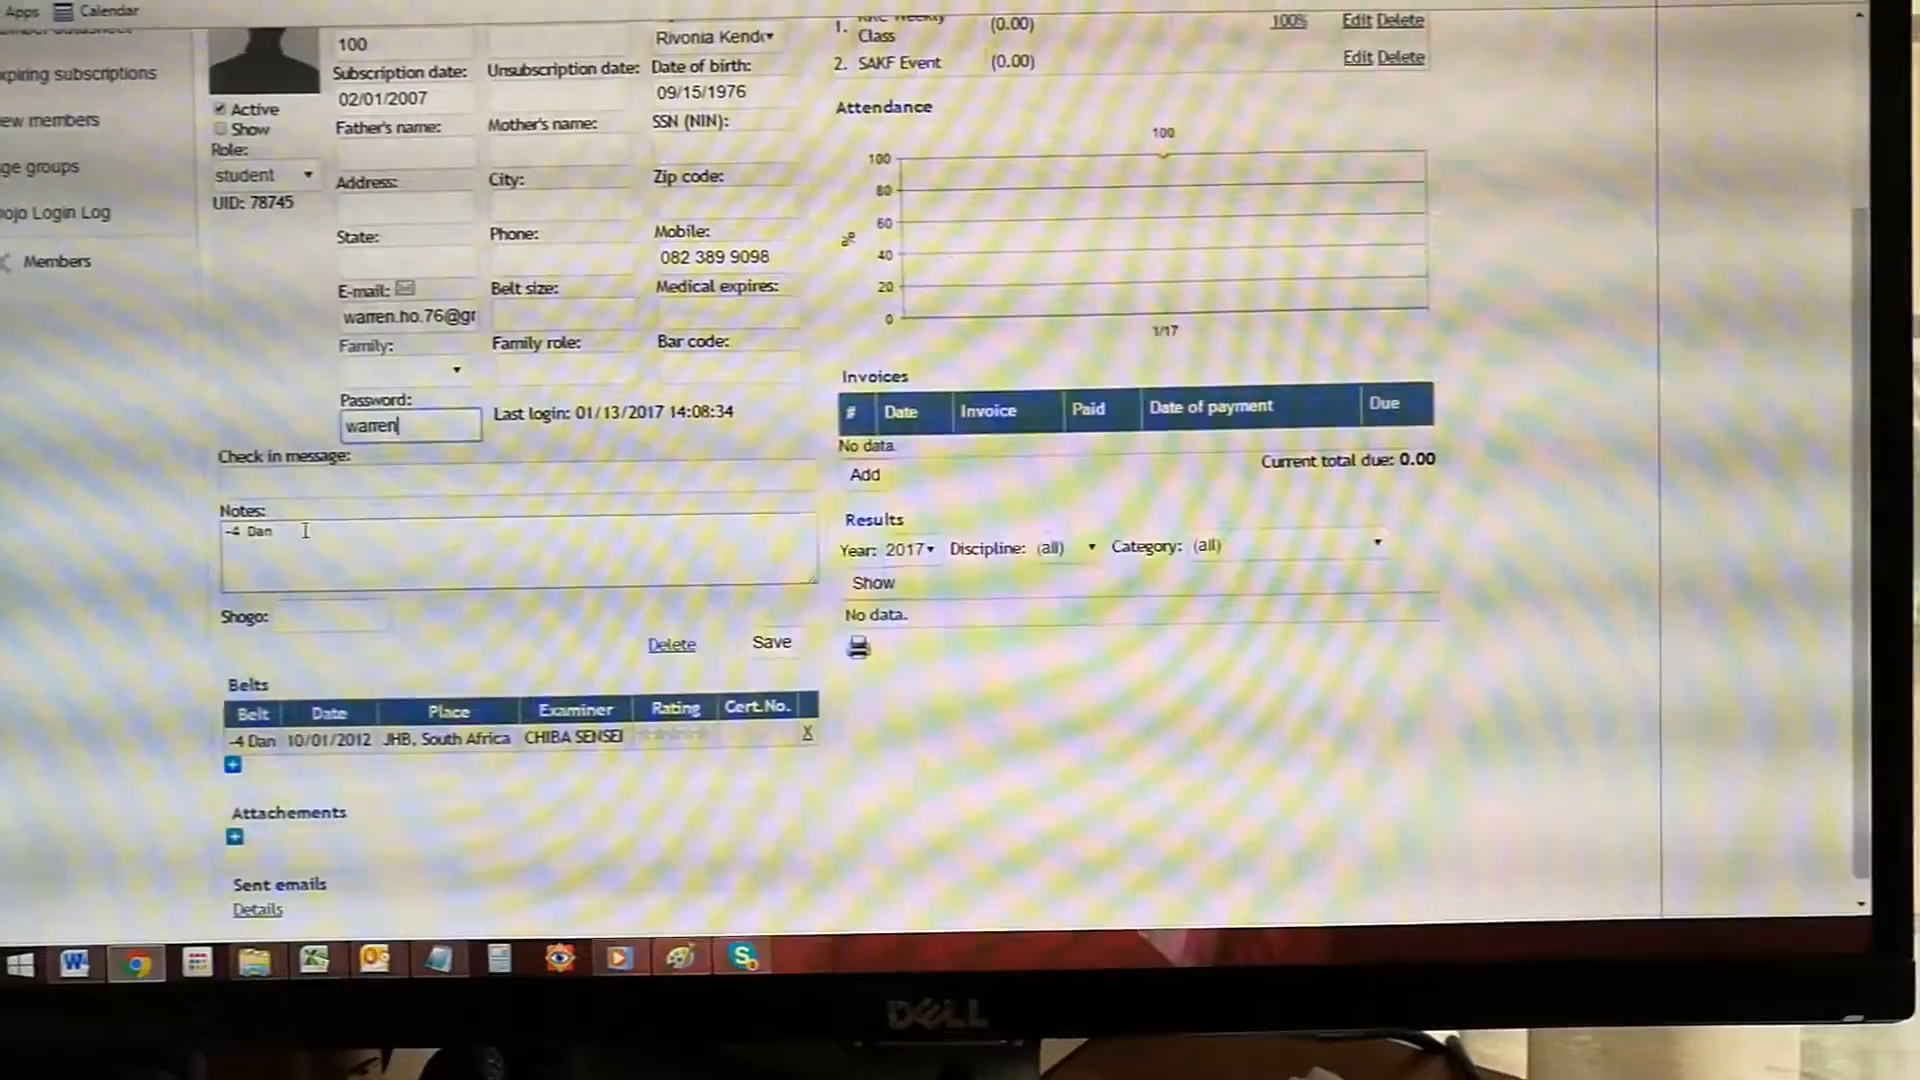 Apps Calendar
xpiring subscriptions
ew members
ge groups
ojo Login Log
Members
Active
Show
Role:
student
UID: 78745
100
Rivonia Kend
Subscription date: Unsubscription date: Date of birth:
02/01/2007 09/15/1976
Father's name: Mother's name: SSN (NIN):
Address: City: Zip code:
State: Phone: Mobile:
082 389 9098
E-mail: Belt size: Medical expires:
warren.ho.76@gr
Family: Family role: Bar code:
Password:
warren Last login: 01/13/2017 14:08:34
Check in message:
Notes:
-4 Dan
Shogo:
Delete Save
Belts
Belt Date Place Examiner Rating Cert.No.
-4 Dan 10/01/2012 JHB, South Africa CHIBA SENSEI X
Attachements
Sent emails
Details
1. Weekly (0.00) 100% Edit Delete
Class
2. SAKF Event (0.00) Edit Delete
Attendance
100
100
80
60
40
20
0
%
1/17
Invoices
# Date Invoice Paid Date of payment Due
No data.
Current total due: 0.00
Add
Results
Year: 2017 Discipline: (all) Category: (all)
Show
No data.
DELL